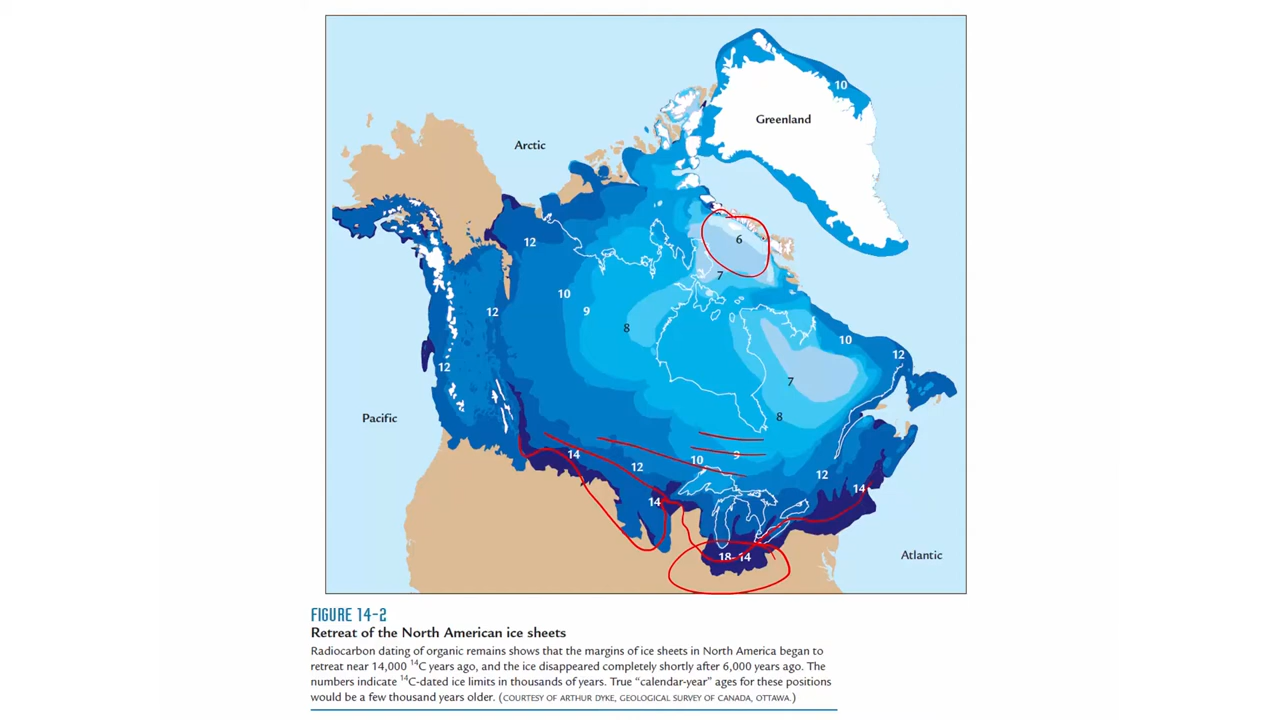 10
Greenland
Arctic
6
12
7
10
9
12
8
10
12
12
7
Pacific
8
14
12
10
9
12
14
14
18-14
Atlantic
FIGURE 14-2
Retreat of the North American ice sheets
Radiocarbon dating of organic remains shows that the margins of ice sheets in North America began to
retreat near 14,000 ¹⁴C years ago, and the ice disappeared completely shortly after 6,000 years ago. The
numbers indicate ¹⁴C-dated ice limits in thousands of years. True “calendar-year” ages for these positions
would be a few thousand years older. (COURTESY OF ARTHUR DYKE, GEOLOGICAL SURVEY OF CANADA, OTTAWA.)